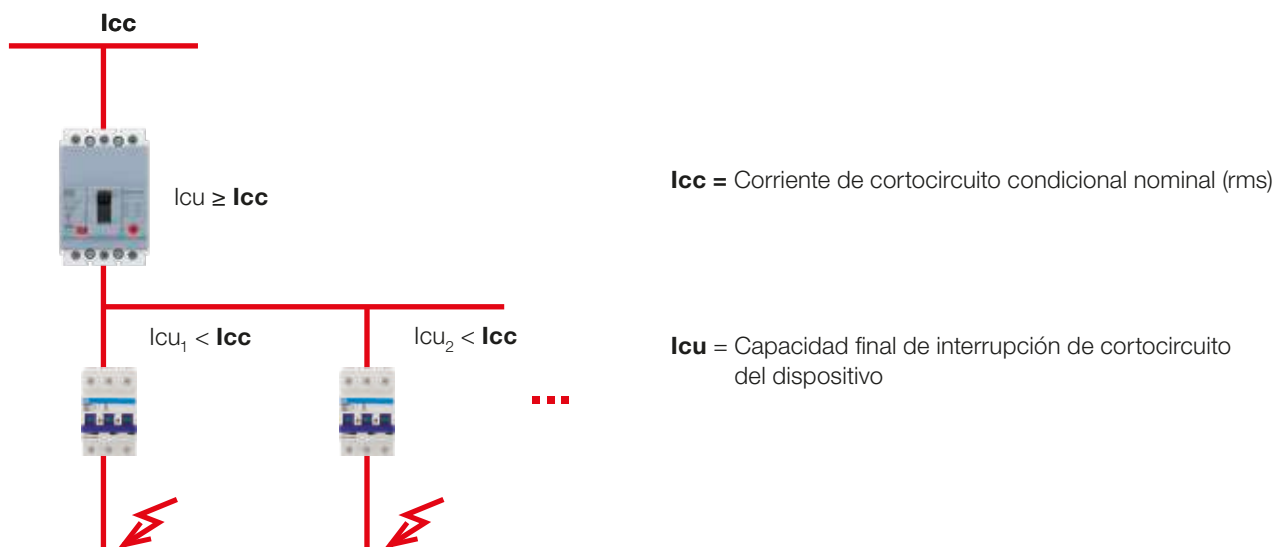 Icc
Icu ≥ Icc
Icc = Corriente de cortocircuito condicional nominal (rms)
Icu₁ < Icc
Icu₂ < Icc
Icu = Capacidad final de interrupción de cortocircuito
del dispositivo